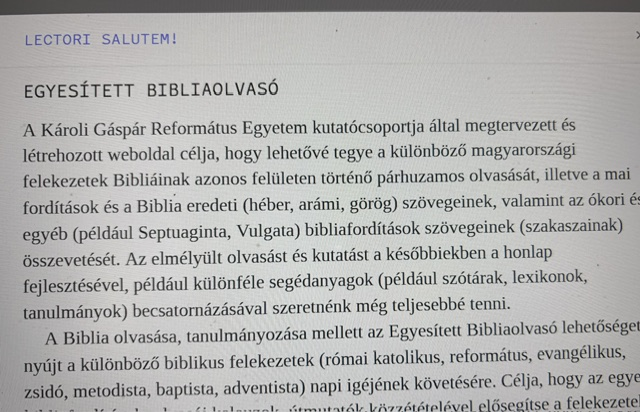 LECTORI SALUTEM!
EGYESÍTETT BIBLIAOLVASÓ
A Károli Gáspár Református Egyetem kutatócsoportja által megtervezett és
létrehozott weboldal célja, hogy lehetővé tegye a különböző magyarországi
felekezetek Bibliáinak azonos felületen történő párhuzamos olvasását, illetve a mai
fordítások és a Biblia eredeti (héber, arámi, görög) szövegeinek, valamint az ókori és
egyéb (például Septuaginta, Vulgata) bibliafordítások szövegeinek (szakaszainak)
összevetését. Az elmélyült olvasást és kutatást a későbbiekben a honlap
fejlesztésével, például különféle segédanyagok (például szótárak, lexikonok,
tanulmányok) becsatornázásával szeretnénk még teljesebbé tenni.
A Biblia olvasása, tanulmányozása mellett az Egyesített Bibliaolvasó lehetőséget
nyújt a különböző biblikus felekezetek (római katolikus, református, evangélikus,
zsidó, metodista, baptista, adventista) napi igéjének követésére. Célja, hogy az egye
útmutatók közzétételével elősegítse a felekezete